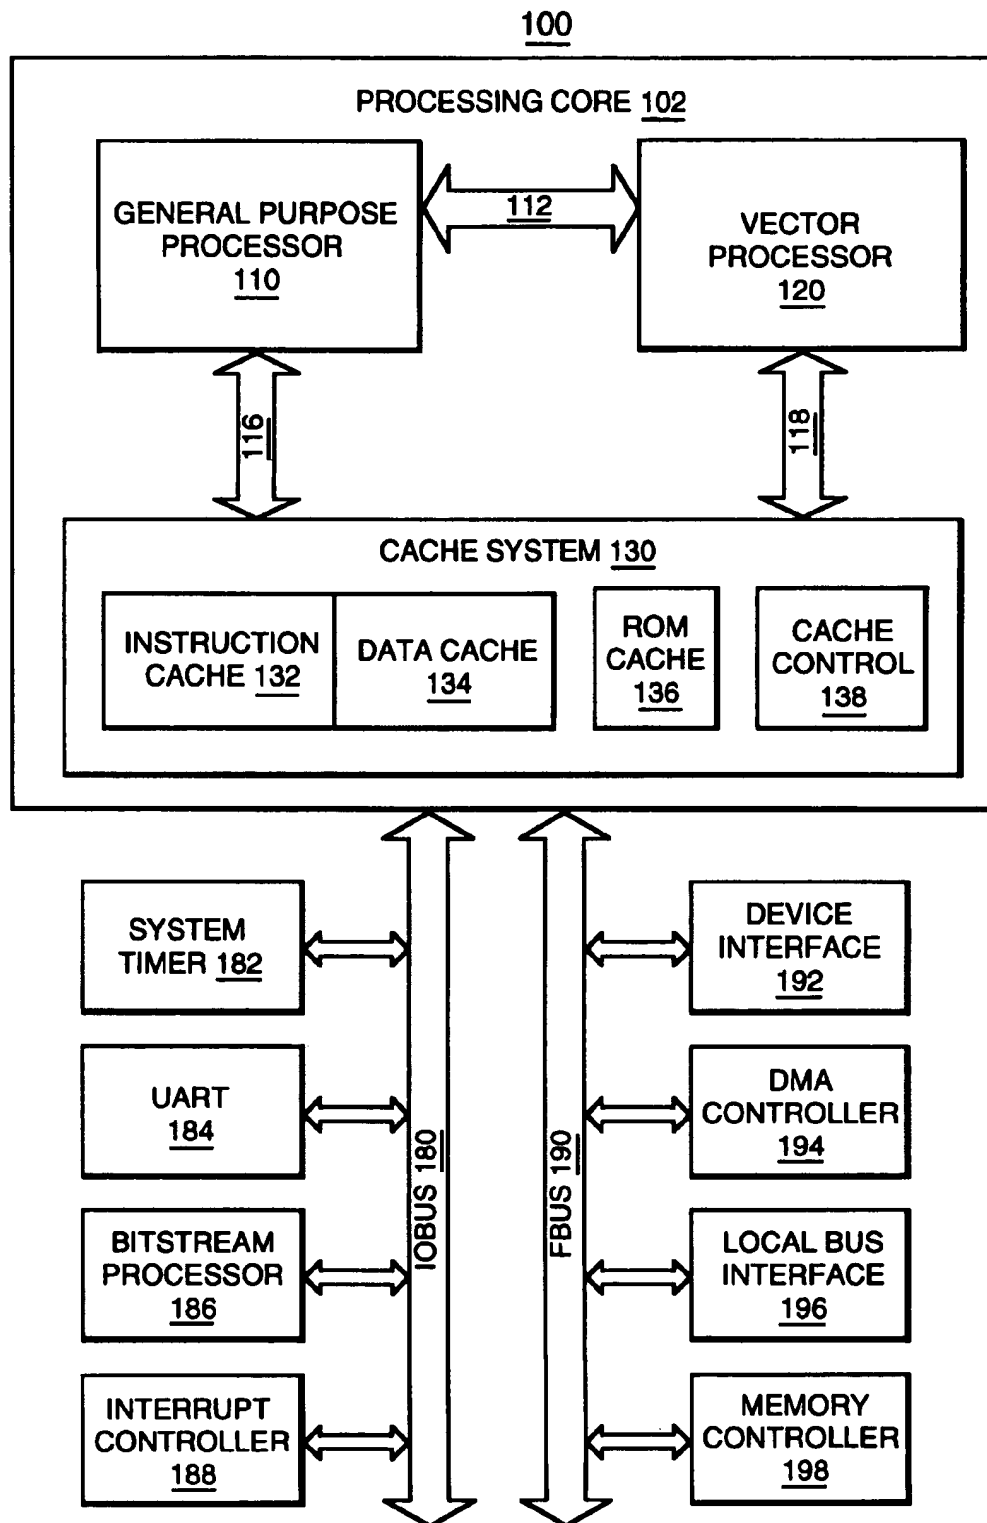 100
PROCESSING CORE 102
GENERAL PURPOSE
PROCESSOR
110
112
VECTOR
PROCESSOR
120
116
118
CACHE SYSTEM 130
INSTRUCTION
CACHE 132
DATA CACHE
134
ROM
CACHE
136
CACHE
CONTROL
138
SYSTEM
TIMER 182
UART
184
BITSTREAM
PROCESSOR
186
INTERRUPT
CONTROLLER
188
IOBUS 180
FBUS 190
DEVICE
INTERFACE
192
DMA
CONTROLLER
194
LOCAL BUS
INTERFACE
196
MEMORY
CONTROLLER
198